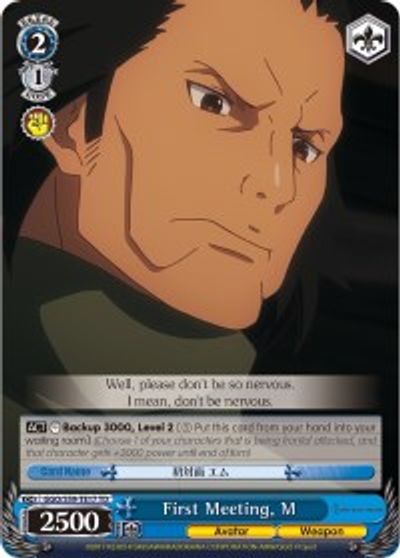 2
1
Well, please don't be so nervous.
I mean, don't be nervous.
ACT Backup 3000, Level 2 Put this card from your hand into your
waiting room] (Choose 1 of your characters that is being frontal attacked, and
that character gets +3000 power until end of turn)
Card Name 初対面 エム
2500
First Meeting, M
Avatar Weapon